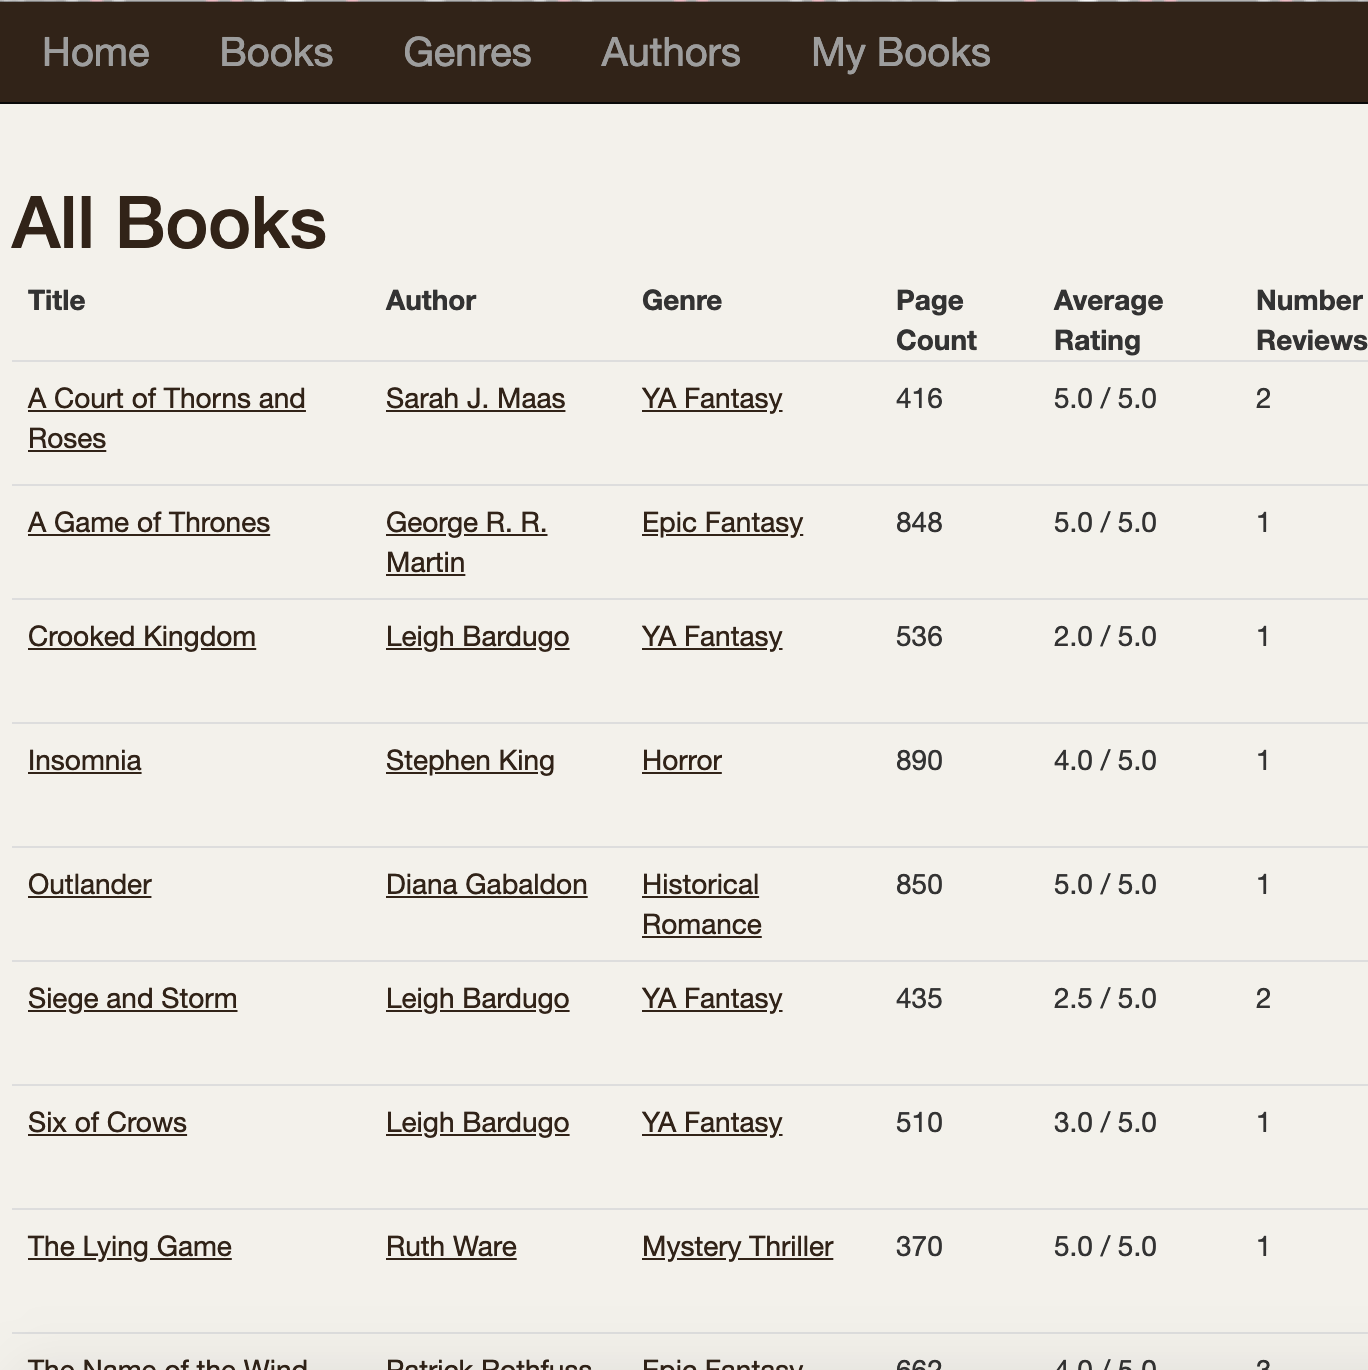 Home Books Genres Authors My Books
All Books
Title Author Genre Page Average Number
Count Rating Reviews
A Court of Thorns and Sarah J. Maas YA Fantasy 416 5.0 / 5.0 2
Roses
A Game of Thrones George R. R. Epic Fantasy 848 5.0 / 5.0 1
Martin
Crooked Kingdom Leigh Bardugo YA Fantasy 536 2.0 / 5.0 1
Insomnia Stephen King Horror 890 4.0 / 5.0 1
Outlander Diana Gabaldon Historical 850 5.0 / 5.0 1
Romance
Siege and Storm Leigh Bardugo YA Fantasy 435 2.5 / 5.0 2
Six of Crows Leigh Bardugo YA Fantasy 510 3.0 / 5.0 1
The Lying Game Ruth Ware Mystery Thriller 370 5.0 / 5.0 1
The Name of the Wind Patrick Rothfuss Epic Fantasy 662 4.0 / 5.0